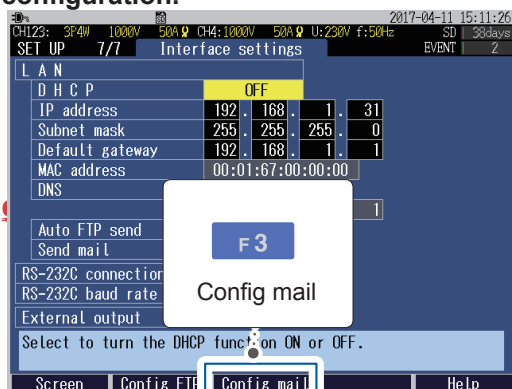 configuration.
2017-04-11 15:11:26
CH123: 3P4W 1000V 50A CH4:1000V 50A U:230V f:50Hz SD 38days
SET UP 7/7 Interface settings EVENT 2
LAN
DHCP OFF
IP address 192 . 168 . 1 . 31
Subnet mask 255 . 255 . 255 . 0
Default gateway 192 . 168 . 1 . 1
MAC address 00:01:67:00:00:00
DNS
1
Auto FTP send
Send mail
F 3
RS-232C connection
RS-232C baud rate
Config mail
External output
Select to turn the DHCP function ON or OFF.
Screen Config FTP Config mail Help